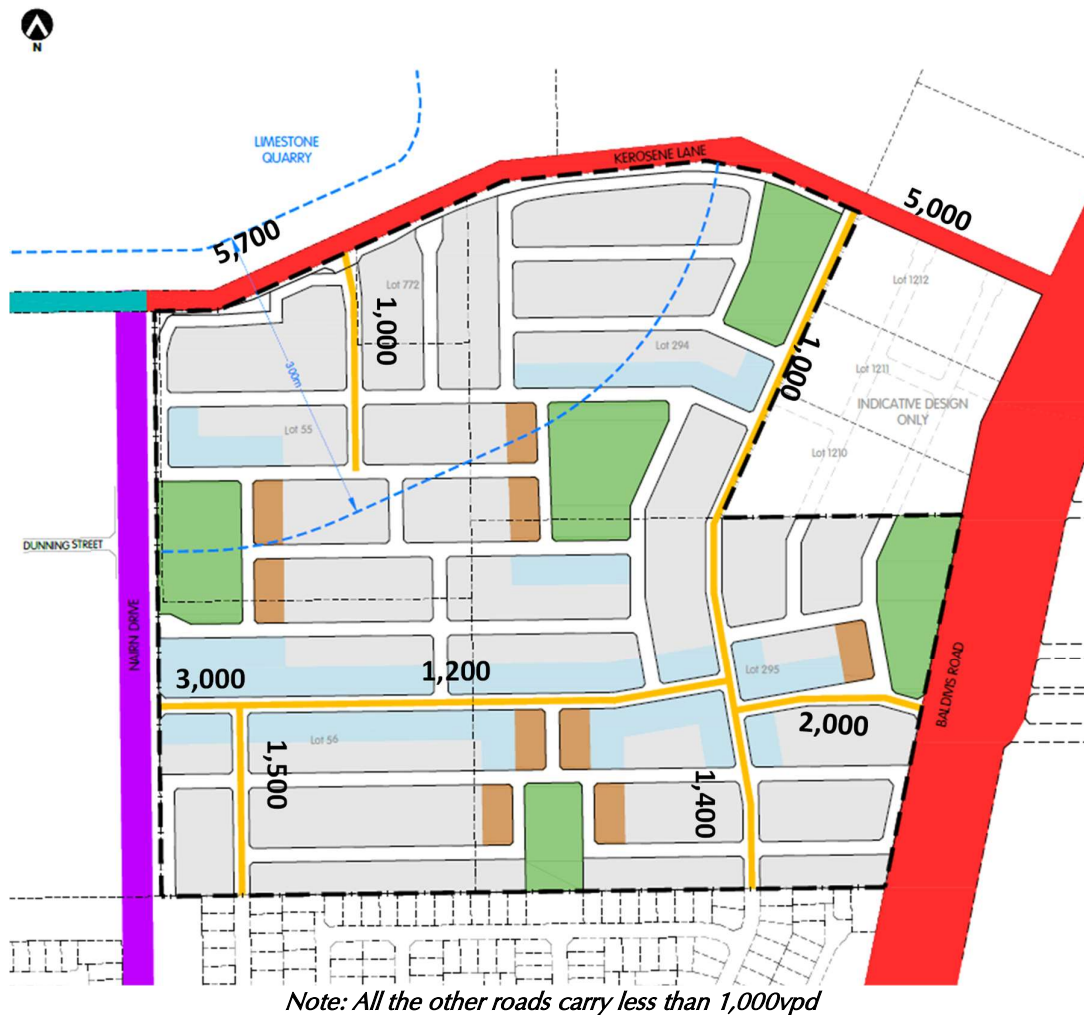 N
LIMESTONE
QUARRY
KEROSENE LANE
5,000
5,700
Lot 772
Lot 1212
1,000
Lot 294
1,000
Lot 1211
300m
INDICATIVE DESIGN
ONLY
Lot 55
Lot 1210
DUNNING STREET
NAIRN DRIVE
3,000
1,200
Lot 295
BALDIVIS ROAD
2,000
Lot 56
1,500
1,400
Note: All the other roads carry less than 1,000vpd